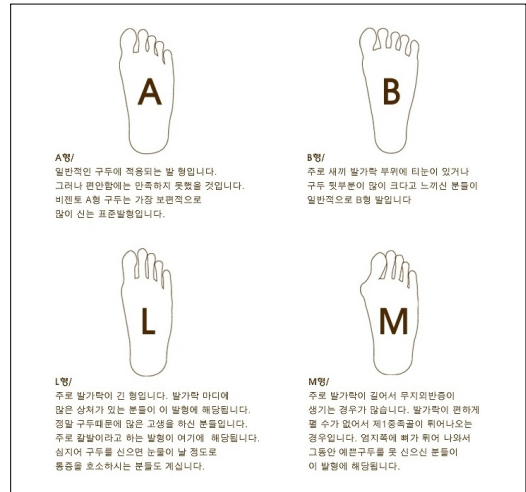 A
A형/
일반적인 구두에 적용되는 발 형입니다.
그러나 편안함에는 만족하지 못했을 것입니다.
비젠토 A형 구두는 가장 보편적으로
많이 신는 표준발형입니다.
B
B형/
주로 새끼 발가락 부위에 티눈이 있거나
구두 뒷부분이 많이 크다고 느끼신 분들이
일반적으로 B형 발입니다
L
L형/
주로 발가락이 긴 형입니다. 발가락 마디에
많은 상처가 있는 분들이 이 발형에 해당됩니다.
정말 구두때문에 많은 고생을 하신 분들입니다.
주로 칼발이라고 하는 발형이 여기에 해당됩니다.
심지어 구두를 신으면 눈물이 날 정도로
통증을 호소하시는 분들도 계십니다.
M
M형/
주로 발가락이 길어서 무지외반증이
생기는 경우가 많습니다. 발가락이 편하게
펼 수가 없어서 제1중족골이 튀어나오는
경우입니다. 엄지쪽에 뼈가 튀어 나와서
그동안 예쁜구두를 못 신으신 분들이
이 발형에 해당됩니다.